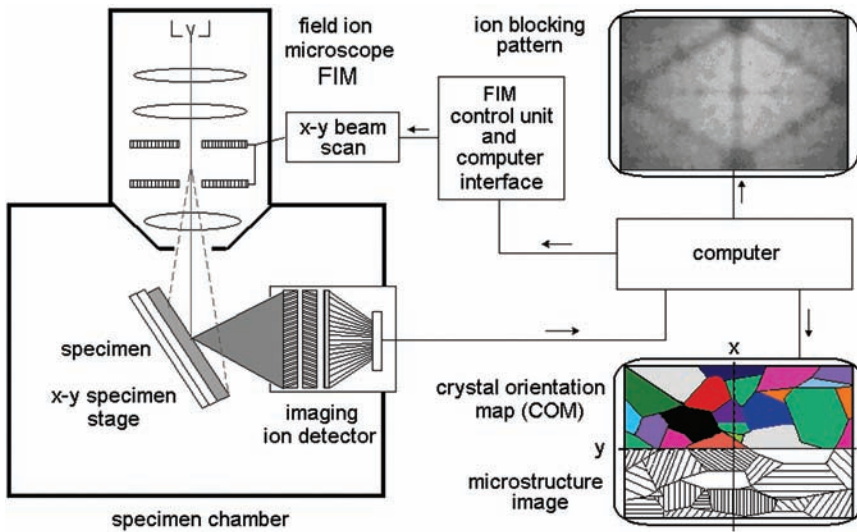 field ion
microscope
FIM
x-y beam
scan
FIM
control unit
and
computer
interface
ion blocking
pattern
computer
specimen
x-y specimen
stage
imaging
ion detector
specimen chamber
x
crystal orientation
map (COM)
y
microstructure
image